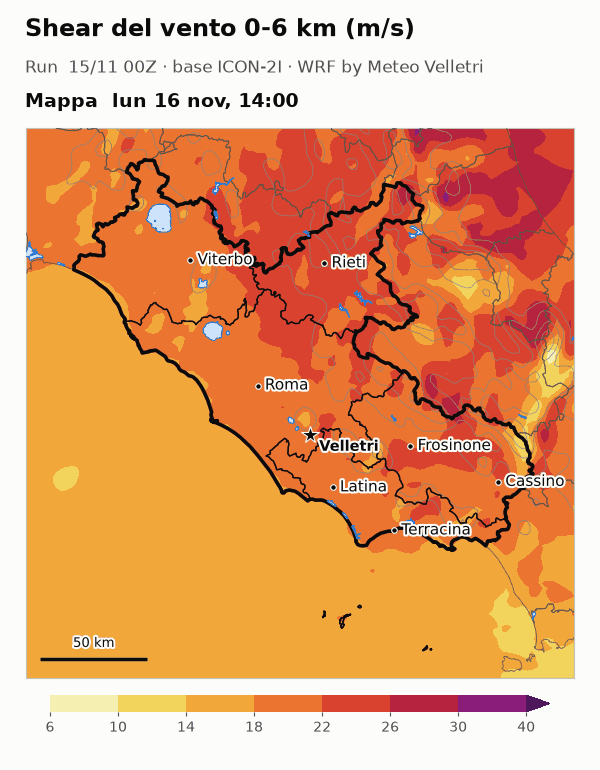 Shear del vento 0-6 km (m/s)
Run  15/11 00Z · base ICON-2I · WRF by Meteo Velletri
Mappa  lun 16 nov, 14:00
Viterbo
Rieti
Roma
Velletri
Frosinone
Cassino
Latina
Terracina
50 km
6 10 14 18 22 26 30 40